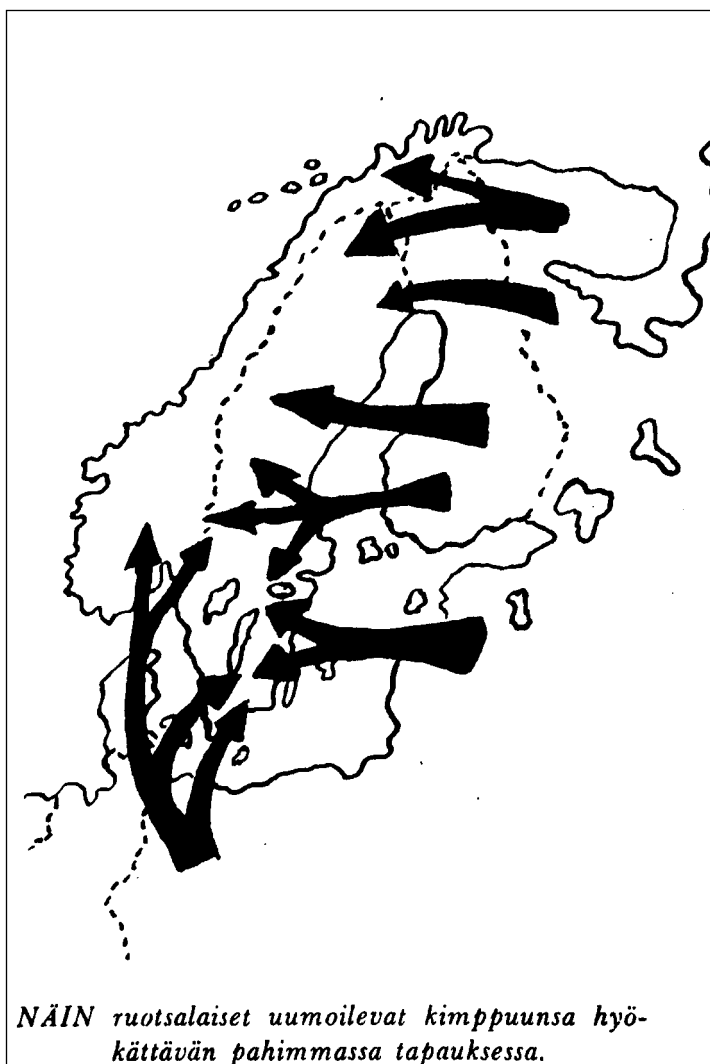 NÄIN ruotsalaiset uumoilevat kimppuunsa hyö-
kättävän pahimmassa tapauksessa.